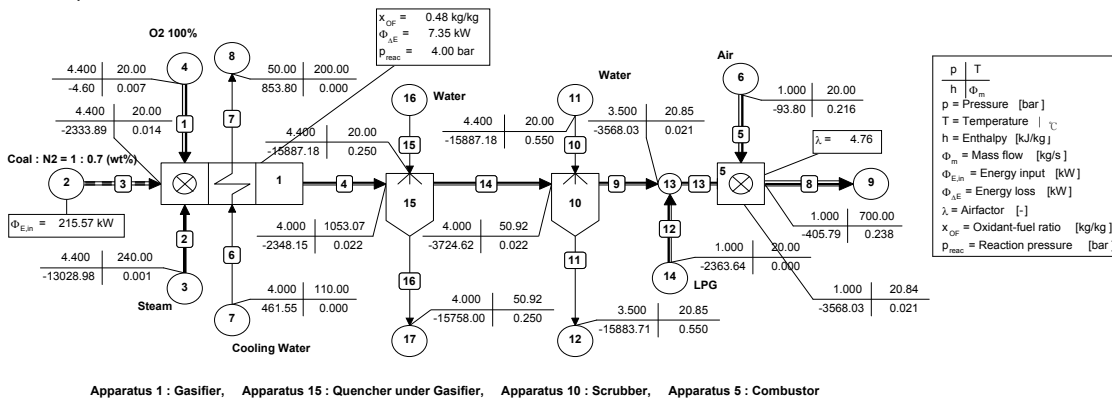 x_OF = 0.48 kg/kg
Φ_ΔE = 7.35 kW
p_reac = 4.00 bar
O2 100%
4
4.400 20.00
-4.60 0.007
8
50.00 200.00
853.80 0.000
Water
16
4.400 20.00
-15887.18 0.250
Water
11
4.400 20.00
-15887.18 0.550
3.500 20.85
-3568.03 0.021
Air
6
1.000 20.00
-93.80 0.216
4.400 20.00
-2333.89 0.014
Coal : N2 = 1 : 0.7 (wt%)
1
7
15
10
5
λ = 4.76
2
3
1
4
15
14
10
9
13
13
5
8
9
Φ_E,in = 215.57 kW
2
6
4.000 1053.07
-2348.15 0.022
4.000 50.92
-3724.62 0.022
12
11
16
1.000 700.00
-405.79 0.238
4.400 240.00
-13028.98 0.001
3
Steam
4.000 110.00
461.55 0.000
7
Cooling Water
4.000 50.92
-15758.00 0.250
17
3.500 20.85
-15883.71 0.550
12
1.000 20.00
-2363.64 0.000
14
LPG
1.000 20.84
-3568.03 0.021
p T
h Φ_m
p = Pressure [bar]
T = Temperature | ℃
h = Enthalpy [kJ/kg]
Φ_m = Mass flow [kg/s]
Φ_E,in = Energy input [kW]
Φ_ΔE = Energy loss [kW]
λ = Airfactor [-]
x_OF = Oxidant-fuel ratio [kg/kg]
p_reac = Reaction pressure [bar]
Apparatus 1 : Gasifier, Apparatus 15 : Quencher under Gasifier, Apparatus 10 : Scrubber, Apparatus 5 : Combustor